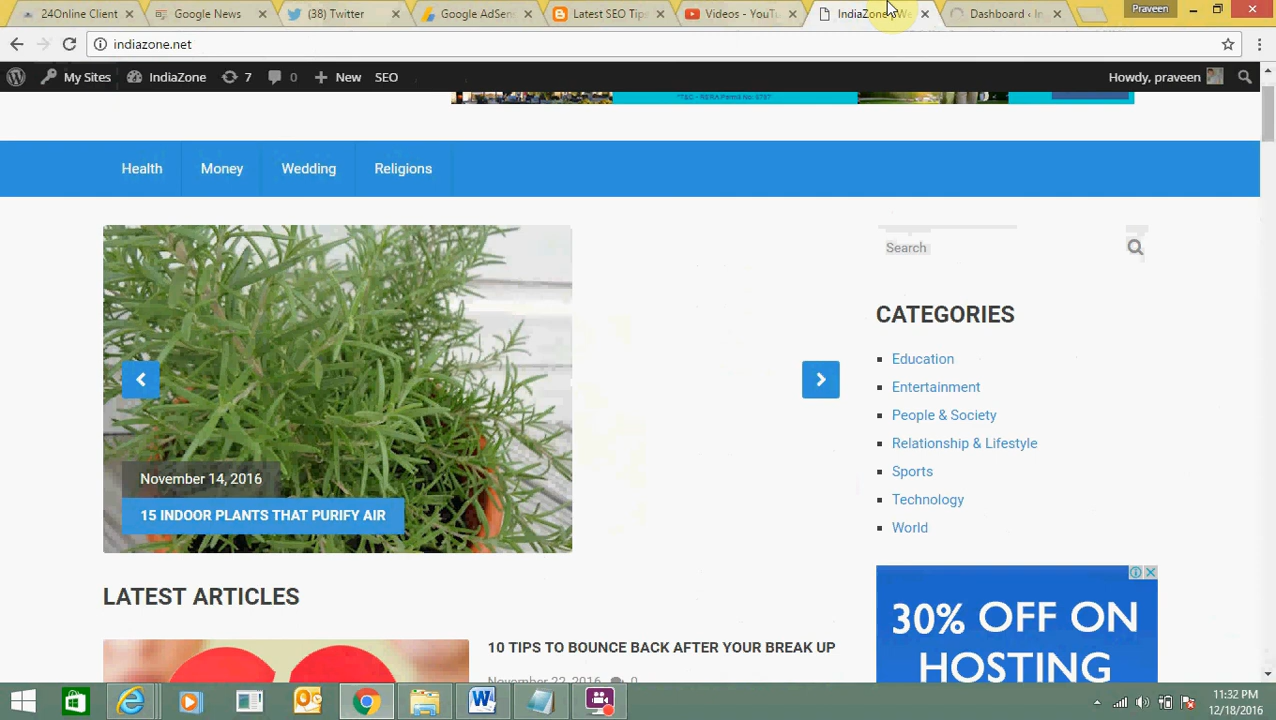 24Online Client
Google News
(38) Twitter
Google AdSen
Latest SEO Tips
Videos - YouTu
IndiaZone
Dashboard ‹ In
Praveen
indiazone.net
My Sites
IndiaZone
7
0
New
SEO
Howdy, praveen
Health
Money
Wedding
Religions
Search
CATEGORIES
Education
Entertainment
People & Society
Relationship & Lifestyle
Sports
Technology
World
November 14, 2016
15 INDOOR PLANTS THAT PURIFY AIR
LATEST ARTICLES
10 TIPS TO BOUNCE BACK AFTER YOUR BREAK UP
November 22, 2016 0
30% OFF ON
HOSTING
11:32 PM
12/18/2016